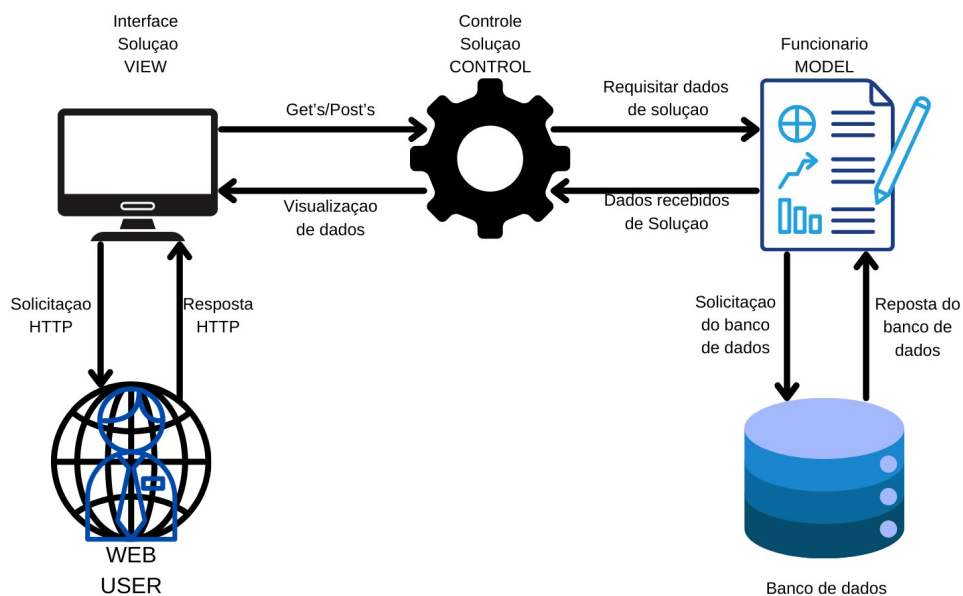 Interface
Soluçao
VIEW
Controle
Soluçao
CONTROL
Funcionario
MODEL
Get's/Post's
Requisitar dados
de soluçao
Visualizaçao
de dados
Dados recebidos
de Soluçao
Solicitaçao
HTTP
Resposta
HTTP
Solicitaçao
do banco
de dados
Reposta do
banco de
dados
WEB
USER
Banco de dados